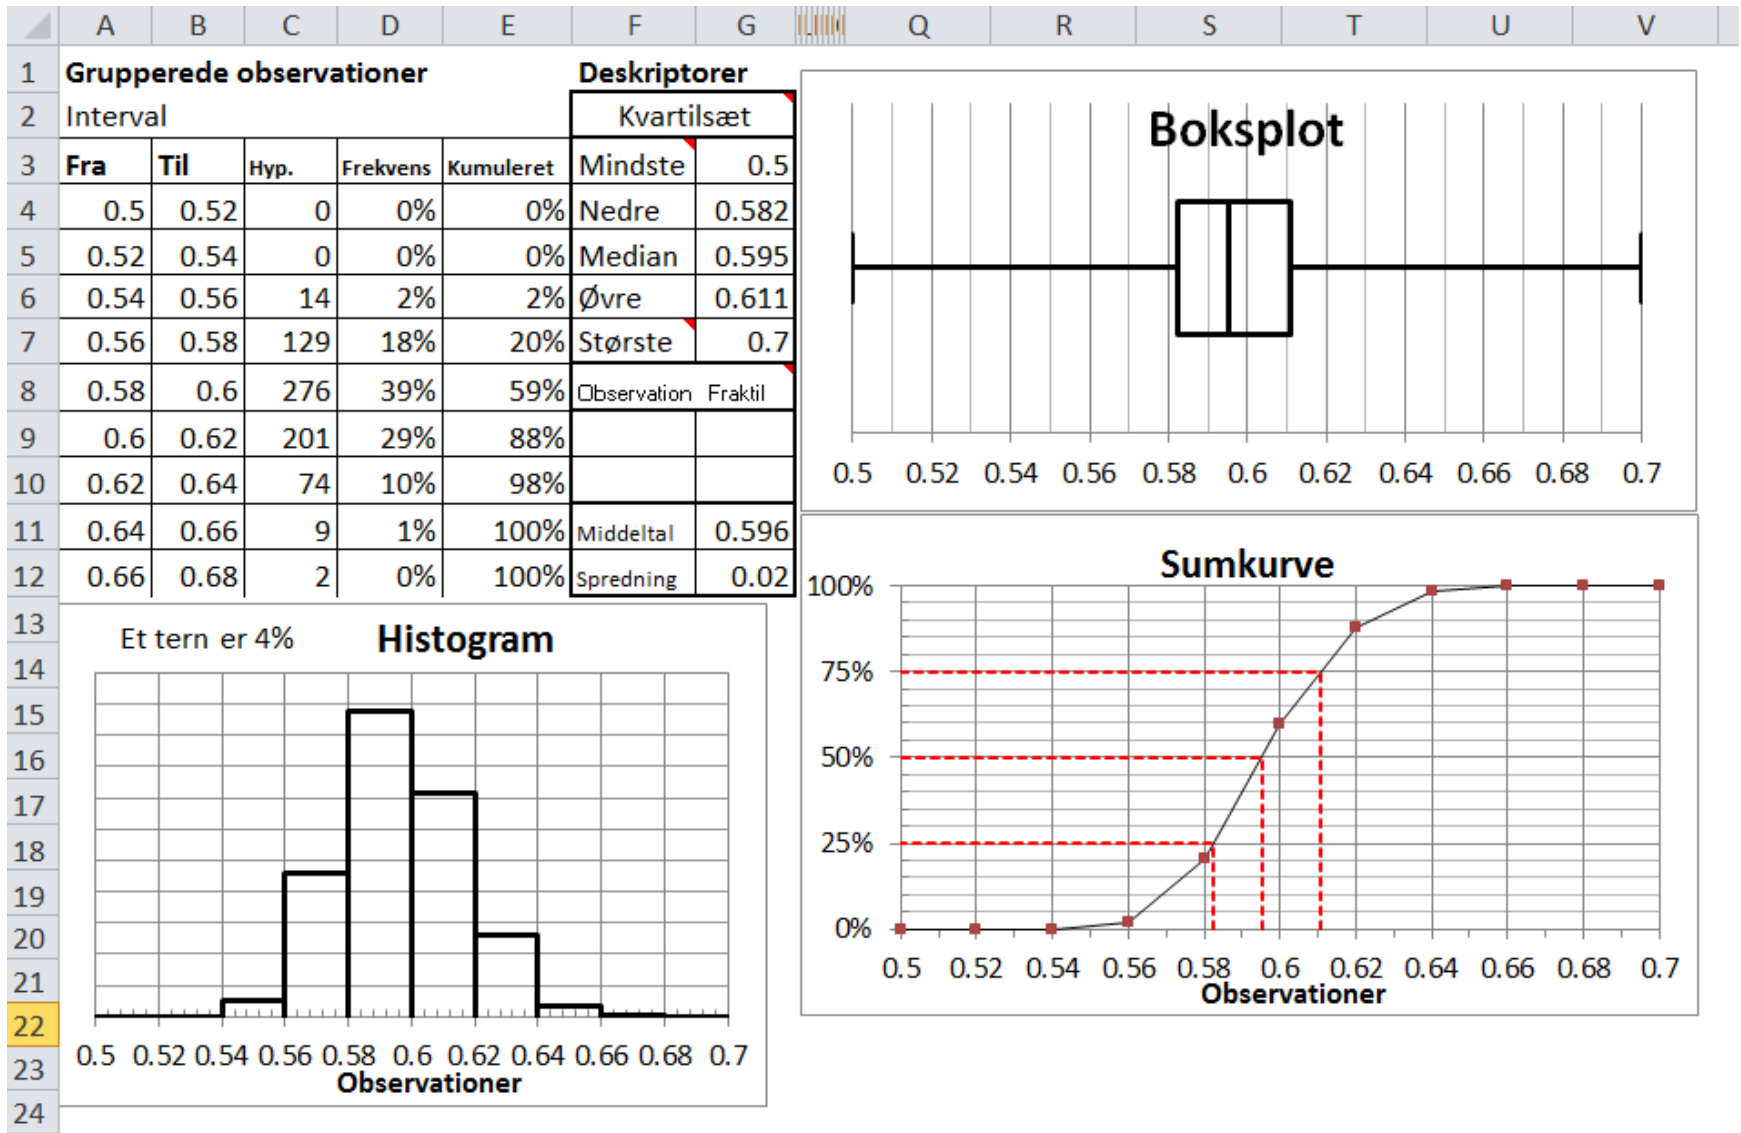 A B C D E F G Q R S T U V
1 Grupperede observationer Deskriptorer
2 Interval Kvartilsæt
3 Fra Til Hyp. Frekvens Kumuleret Mindste 0.5
4 0.5 0.52 0 0% 0% Nedre 0.582
5 0.52 0.54 0 0% 0% Median 0.595
6 0.54 0.56 14 2% 2% Øvre 0.611
7 0.56 0.58 129 18% 20% Største 0.7
8 0.58 0.6 276 39% 59% Observation Fraktil
9 0.6 0.62 201 29% 88%
10 0.62 0.64 74 10% 98%
11 0.64 0.66 9 1% 100% Middeltal 0.596
12 0.66 0.68 2 0% 100% Spredning 0.02
13
14
15
16
17
18
19
20
21
22
23
24
Boksplot
0.5 0.52 0.54 0.56 0.58 0.6 0.62 0.64 0.66 0.68 0.7
Et tern er 4% Histogram
0.5 0.52 0.54 0.56 0.58 0.6 0.62 0.64 0.66 0.68 0.7
Observationer
Sumkurve
100%
75%
50%
25%
0%
0.5 0.52 0.54 0.56 0.58 0.6 0.62 0.64 0.66 0.68 0.7
Observationer